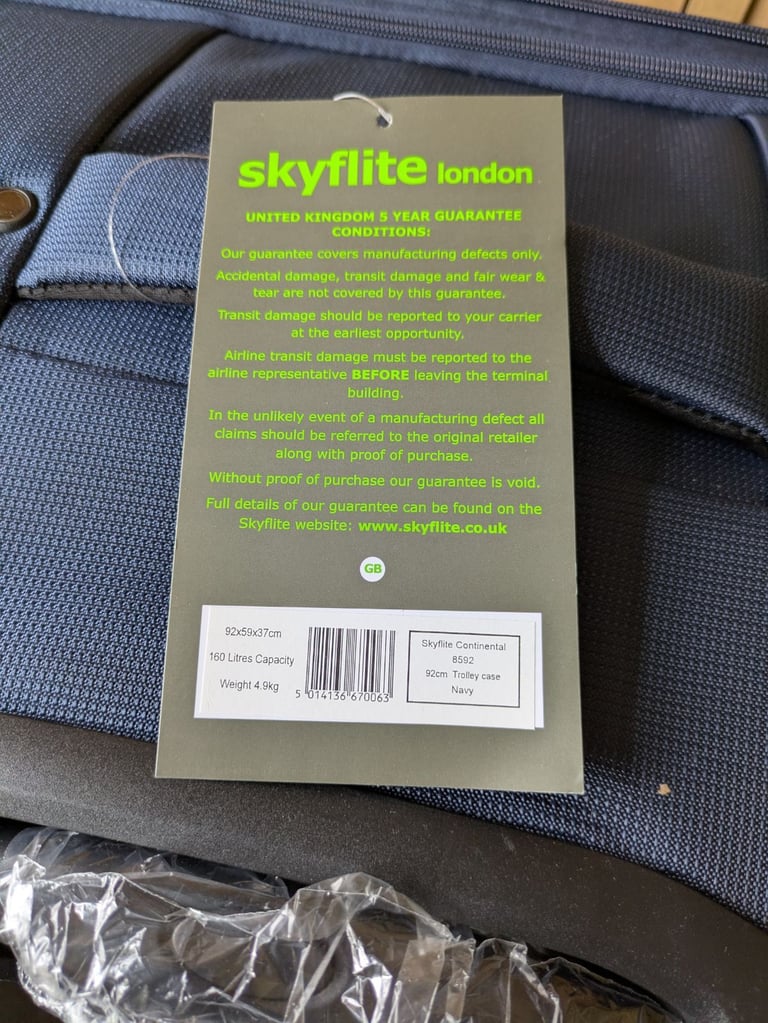 skyflite london
UNITED KINGDOM 5 YEAR GUARANTEE
CONDITIONS:
Our guarantee covers manufacturing defects only.
Accidental damage, transit damage and fair wear &
tear are not covered by this guarantee.
Transit damage should be reported to your carrier
at the earliest opportunity.
Airline transit damage must be reported to the
airline representative BEFORE leaving the terminal
building.
In the unlikely event of a manufacturing defect all
claims should be referred to the original retailer
along with proof of purchase.
Without proof of purchase our guarantee is void.
Full details of our guarantee can be found on the
Skyflite website: www.skyflite.co.uk
GB
92x59x37cm
160 Litres Capacity
Weight 4.9kg
5 014136 670063
Skyflite Continental
8592
92cm Trolley case
Navy